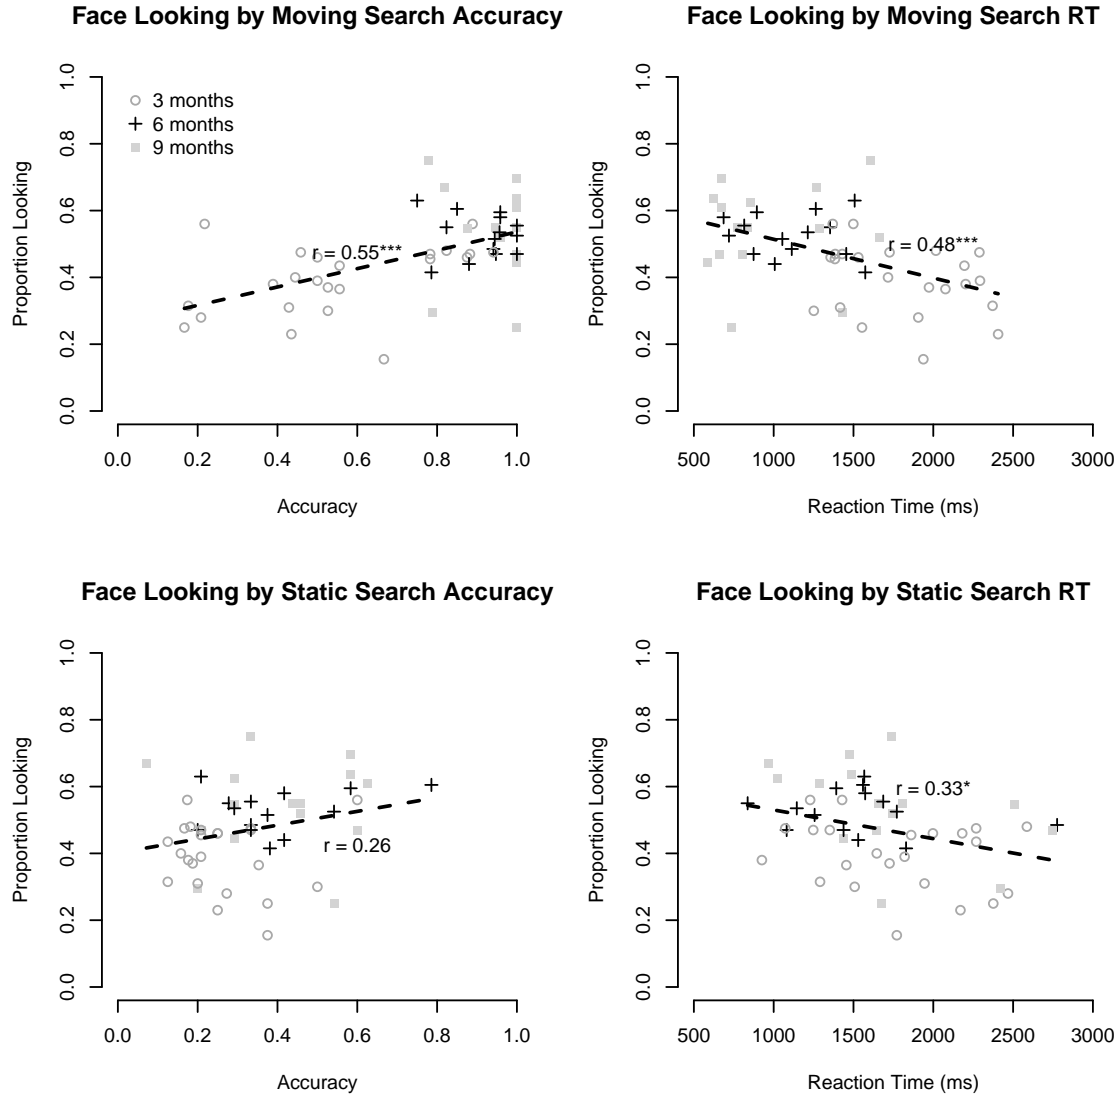 Face Looking by Moving Search Accuracy
Proportion Looking
1.0
0.8
0.6
0.4
0.2
0.0
3 months
6 months
9 months
r = 0.55***
0.0 0.2 0.4 0.6 0.8 1.0
Accuracy
Face Looking by Moving Search RT
Proportion Looking
1.0
0.8
0.6
0.4
0.2
0.0
r = 0.48***
500 1000 1500 2000 2500 3000
Reaction Time (ms)
Face Looking by Static Search Accuracy
Proportion Looking
1.0
0.8
0.6
0.4
0.2
0.0
r = 0.26
0.0 0.2 0.4 0.6 0.8 1.0
Accuracy
Face Looking by Static Search RT
Proportion Looking
1.0
0.8
0.6
0.4
0.2
0.0
r = 0.33*
500 1000 1500 2000 2500 3000
Reaction Time (ms)